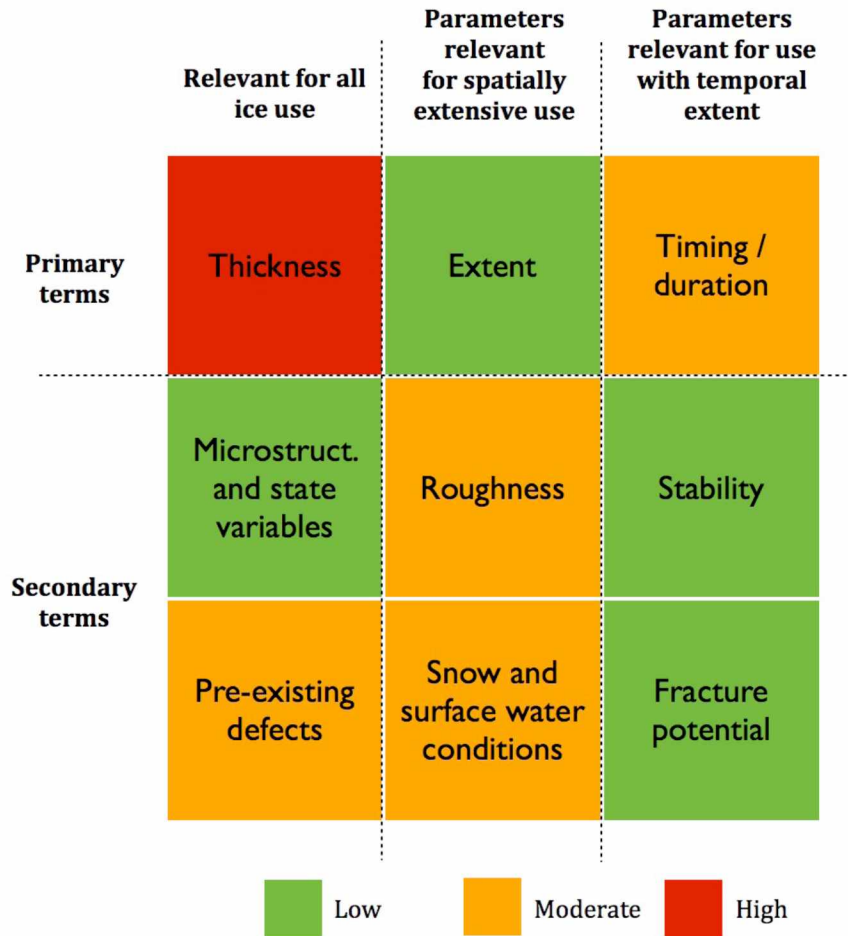 Relevant for all
ice use
Parameters
relevant
for spatially
extensive use
Parameters
relevant for use
with temporal
extent
Primary
terms
Thickness
Extent
Timing /
duration
Secondary
terms
Microstruct.
and state
variables
Roughness
Stability
Pre-existing
defects
Snow and
surface water
conditions
Fracture
potential
Low
Moderate
High